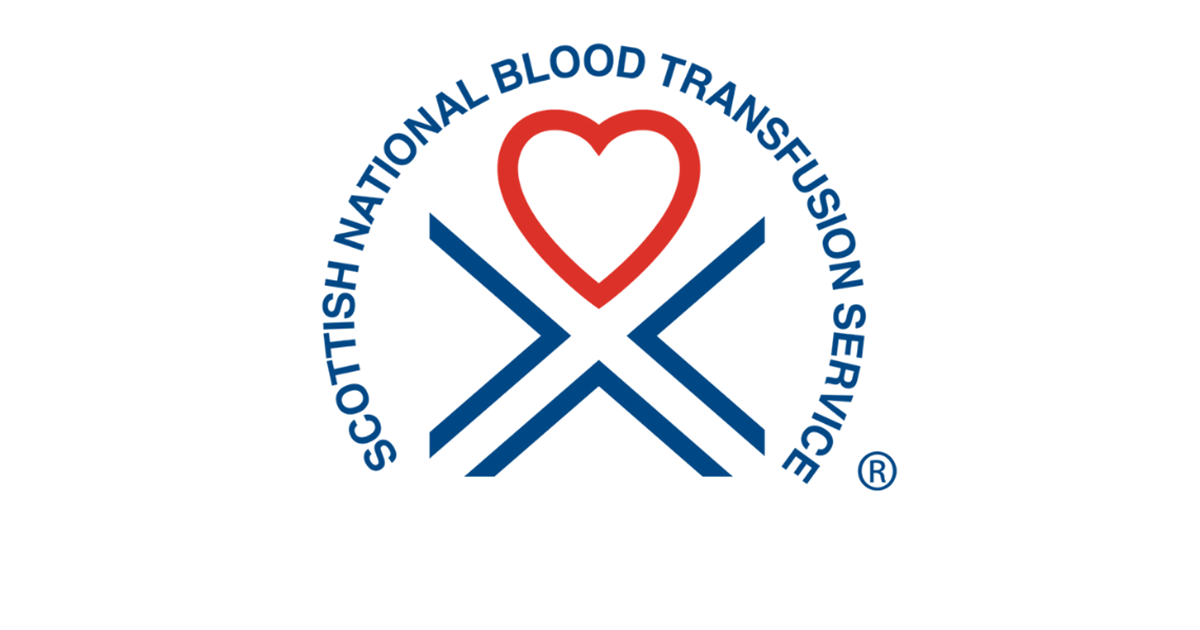 SCOTTISH NATIONAL BLOOD TRANSFUSION SERVICE
®